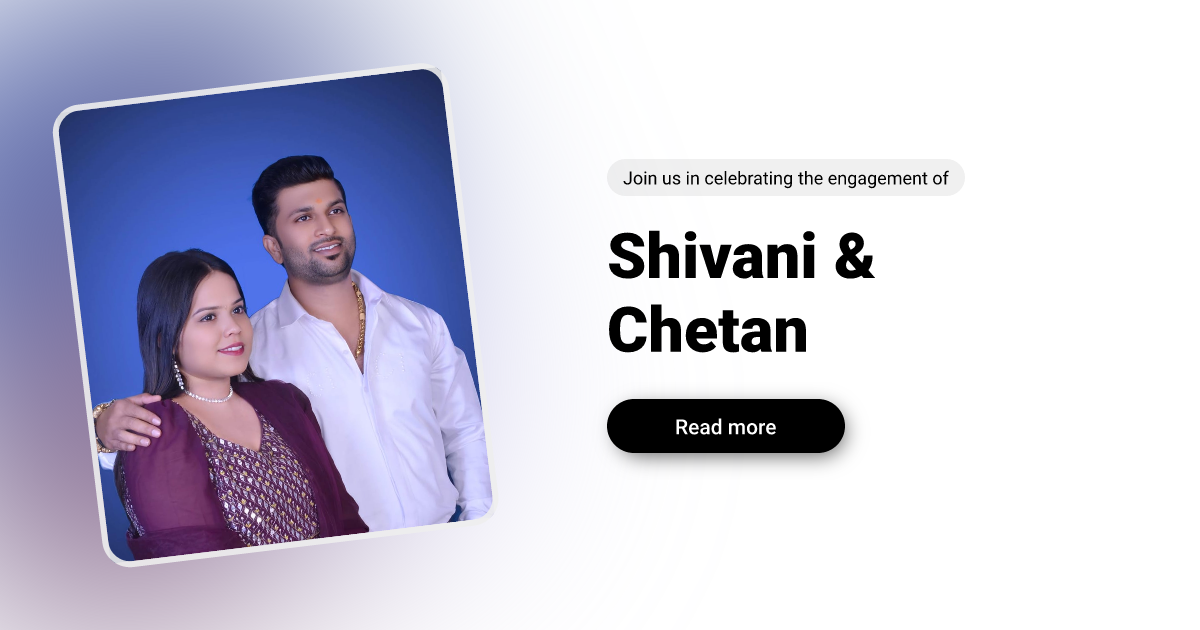 Join us in celebrating the engagement of
Shivani &
Chetan
Read more